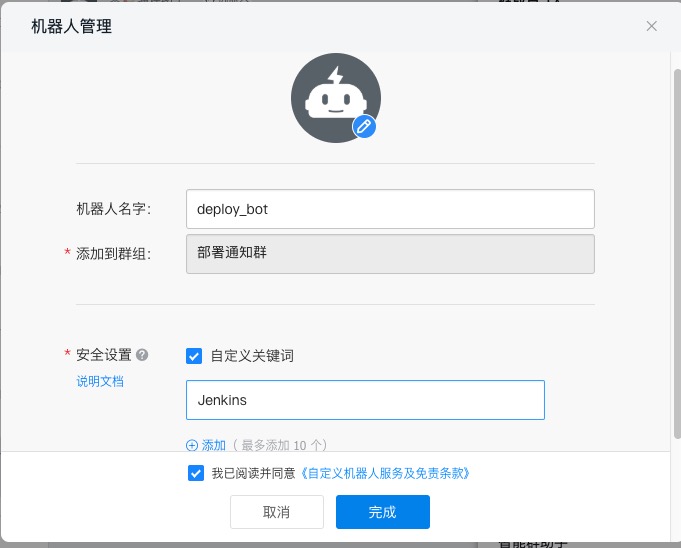 机器人管理
机器人名字:
deploy_bot
* 添加到群组:
部署通知群
* 安全设置
自定义关键词
说明文档
Jenkins
添加（最多添加 10 个）
我已阅读并同意《自定义机器人服务及免责条款》
取消
完成